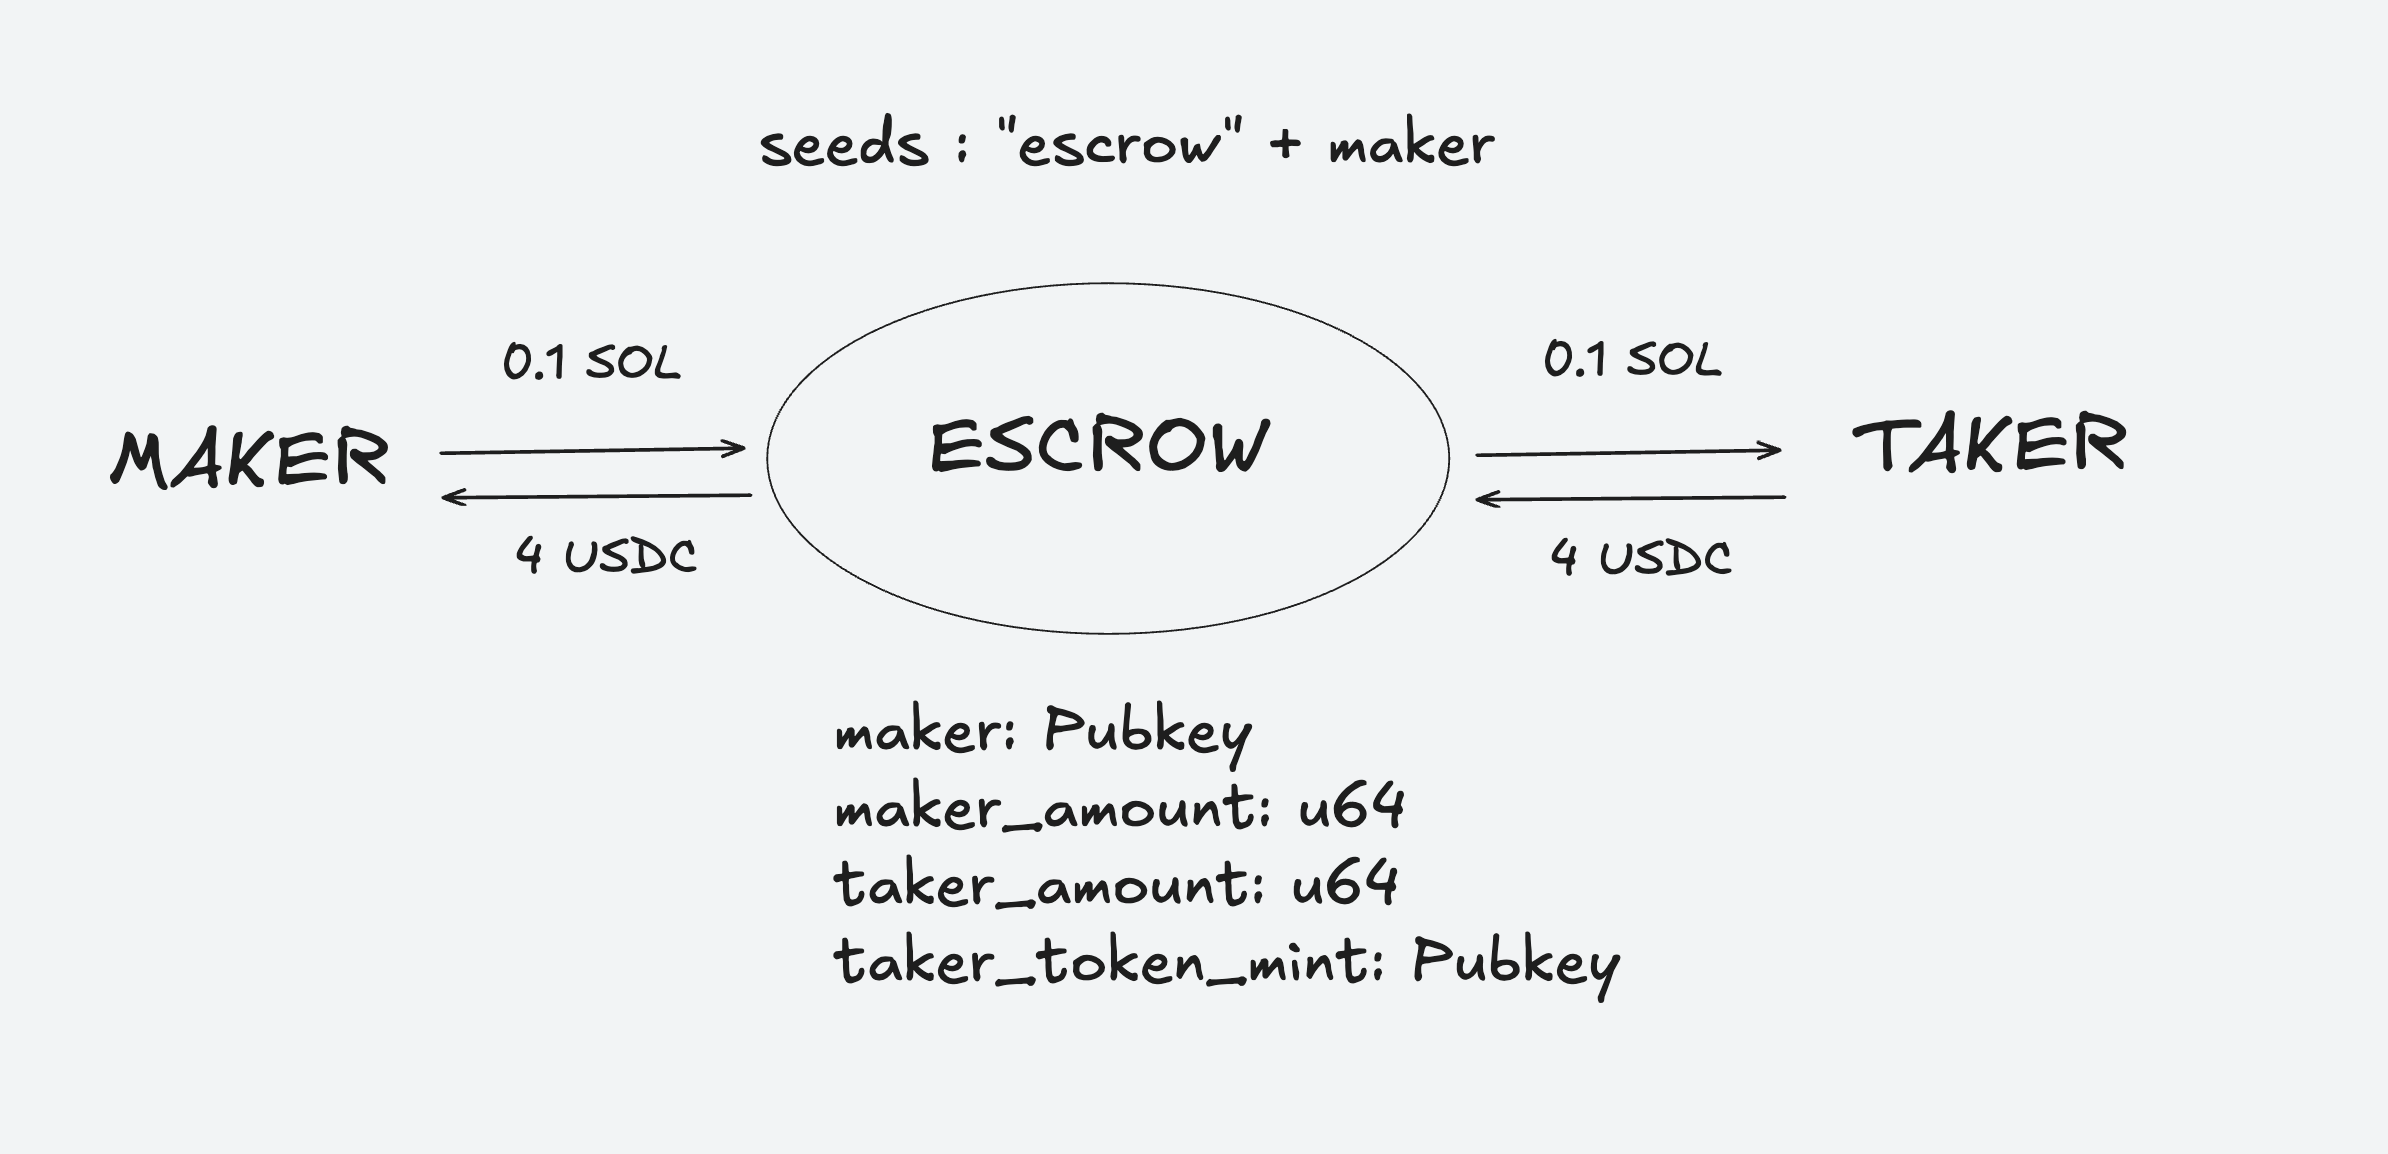 seeds : "escrow" + maker
0.1 SOL
0.1 SOL
MAKER
ESCROW
TAKER
4 USDC
4 USDC
maker: Pubkey
maker_amount: u64
taker_amount: u64
taker_token_mint: Pubkey